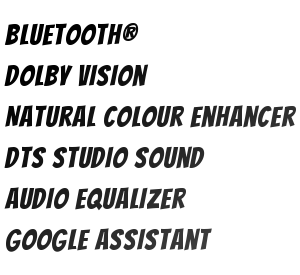 BLUETOOTH®
DOLBY VISION
NATURAL COLOUR ENHANCER
DTS STUDIO SOUND
AUDIO EQUALIZER
GOOGLE ASSISTANT